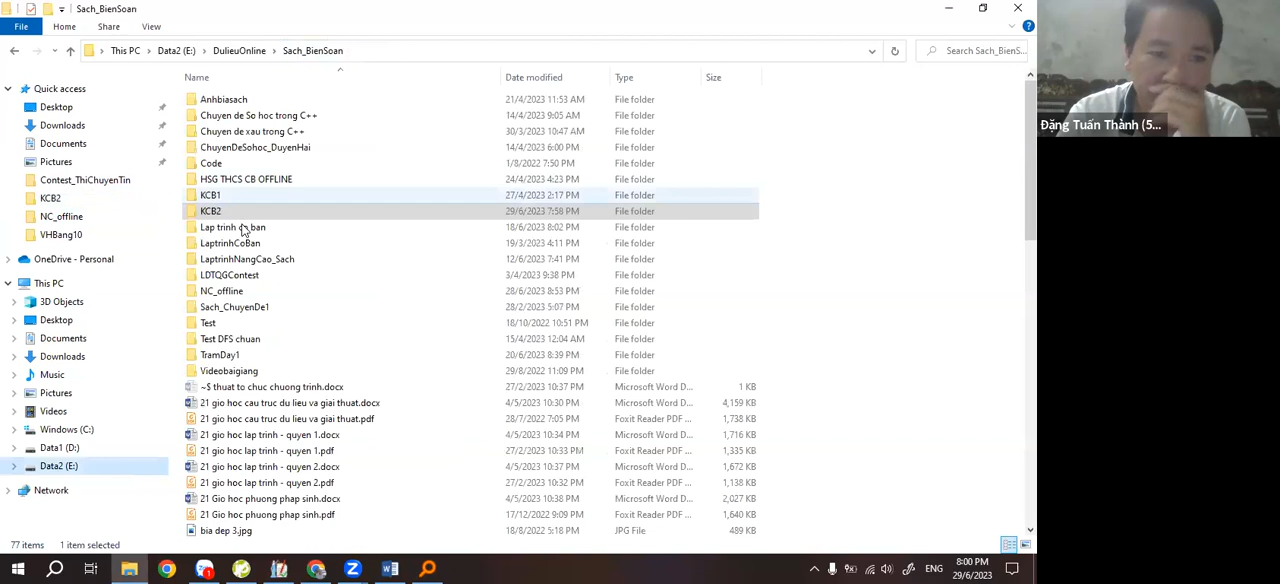 Sach_BienSoan
File
Home
Share
View
This PC
Data2 (E:)
DulieuOnline
Sach_BienSoan
Search Sach_BienS...
Name
Date modified
Type
Size
Quick access
Desktop
Downloads
Documents
Pictures
Contest_ThiChuyenTin
KCB2
NC_offline
VHBang10
OneDrive - Personal
This PC
3D Objects
Desktop
Documents
Downloads
Music
Pictures
Videos
Windows (C:)
Data1 (D:)
Data2 (E:)
Network
Anhbiasach 21/4/2023 11:53 AM File folder
Chuyen de So hoc trong C++ 14/4/2023 9:05 AM File folder
Chuyen de xau trong C++ 30/3/2023 10:47 AM File folder
ChuyenDeSohoc_DuyenHai 14/4/2023 6:00 PM File folder
Code 1/8/2022 7:50 PM File folder
HSG THCS CB OFFLINE 24/4/2023 4:23 PM File folder
KCB1 27/4/2023 2:17 PM File folder
KCB2 29/6/2023 7:58 PM File folder
Lap trinh co ban 18/6/2023 8:02 PM File folder
LaptrinhCoBan 19/3/2023 4:11 PM File folder
LaptrinhNangCao_Sach 12/6/2023 7:41 PM File folder
LDTQGContest 3/4/2023 9:38 PM File folder
NC_offline 28/6/2023 8:53 PM File folder
Sach_ChuyenDe1 28/2/2023 5:07 PM File folder
Test 18/10/2022 10:51 PM File folder
Test DFS chuan 15/4/2023 12:04 AM File folder
TramDay1 20/6/2023 8:39 PM File folder
Videobaigiang 29/8/2022 11:09 PM File folder
~$ thuat to chuc chuong trinh.docx 27/2/2023 10:37 PM Microsoft Word D... 1 KB
21 gio hoc cau truc du lieu va giai thuat.docx 4/5/2023 10:30 PM Microsoft Word D... 4,159 KB
21 gio hoc cau truc du lieu va giai thuat.pdf 28/7/2022 7:05 PM Foxit Reader PDF ... 1,738 KB
21 gio hoc lap trinh - quyen 1.docx 4/5/2023 10:34 PM Microsoft Word D... 1,716 KB
21 gio hoc lap trinh - quyen 1.pdf 27/2/2023 10:33 PM Foxit Reader PDF ... 1,335 KB
21 gio hoc lap trinh - quyen 2.docx 4/5/2023 10:37 PM Microsoft Word D... 1,672 KB
21 gio hoc lap trinh - quyen 2.pdf 27/2/2023 10:32 PM Foxit Reader PDF ... 1,138 KB
21 Gio hoc phuong phap sinh.docx 4/5/2023 10:38 PM Microsoft Word D... 2,027 KB
21 Gio hoc phuong phap sinh.pdf 17/12/2022 9:09 PM Foxit Reader PDF ... 1,640 KB
bia dep 3.jpg 18/8/2022 5:18 PM JPG File 489 KB
77 items 1 item selected
ENG
8:00 PM
29/6/2023
Đặng Tuấn Thành (5...